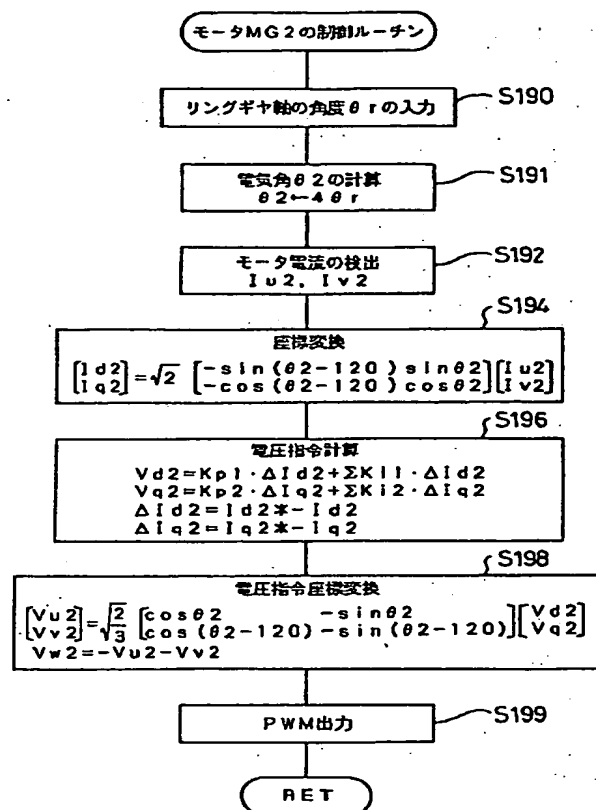 モータMG2の制御ルーチン
S190
リングギヤ軸の角度θrの入力
S191
電気角θ2の計算
θ2←4θr
S192
モータ電流の検出
Iu2, Iv2
S194
座標変換
[Id2 Iq2]=√2 [-sin(θ2-120) sinθ2 -cos(θ2-120) cosθ2][Iu2 Iv2]
S196
電圧指令計算
Vd2=Kp1・ΔId2+ΣKi1・ΔId2
Vq2=Kp2・ΔIq2+ΣKi2・ΔIq2
ΔId2=Id2*-Id2
ΔIq2=Iq2*-Iq2
S198
電圧指令座標変換
[Vu2 Vv2]=√2/3 [cosθ2 -sinθ2 cos(θ2-120) -sin(θ2-120)][Vd2 Vq2]
Vw2=-Vu2-Vv2
S199
PWM出力
RET